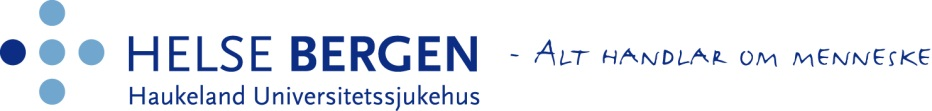 HELSE BERGEN - ALT HANDLAR OM MENNESKE
Haukeland Universitetssjukehus